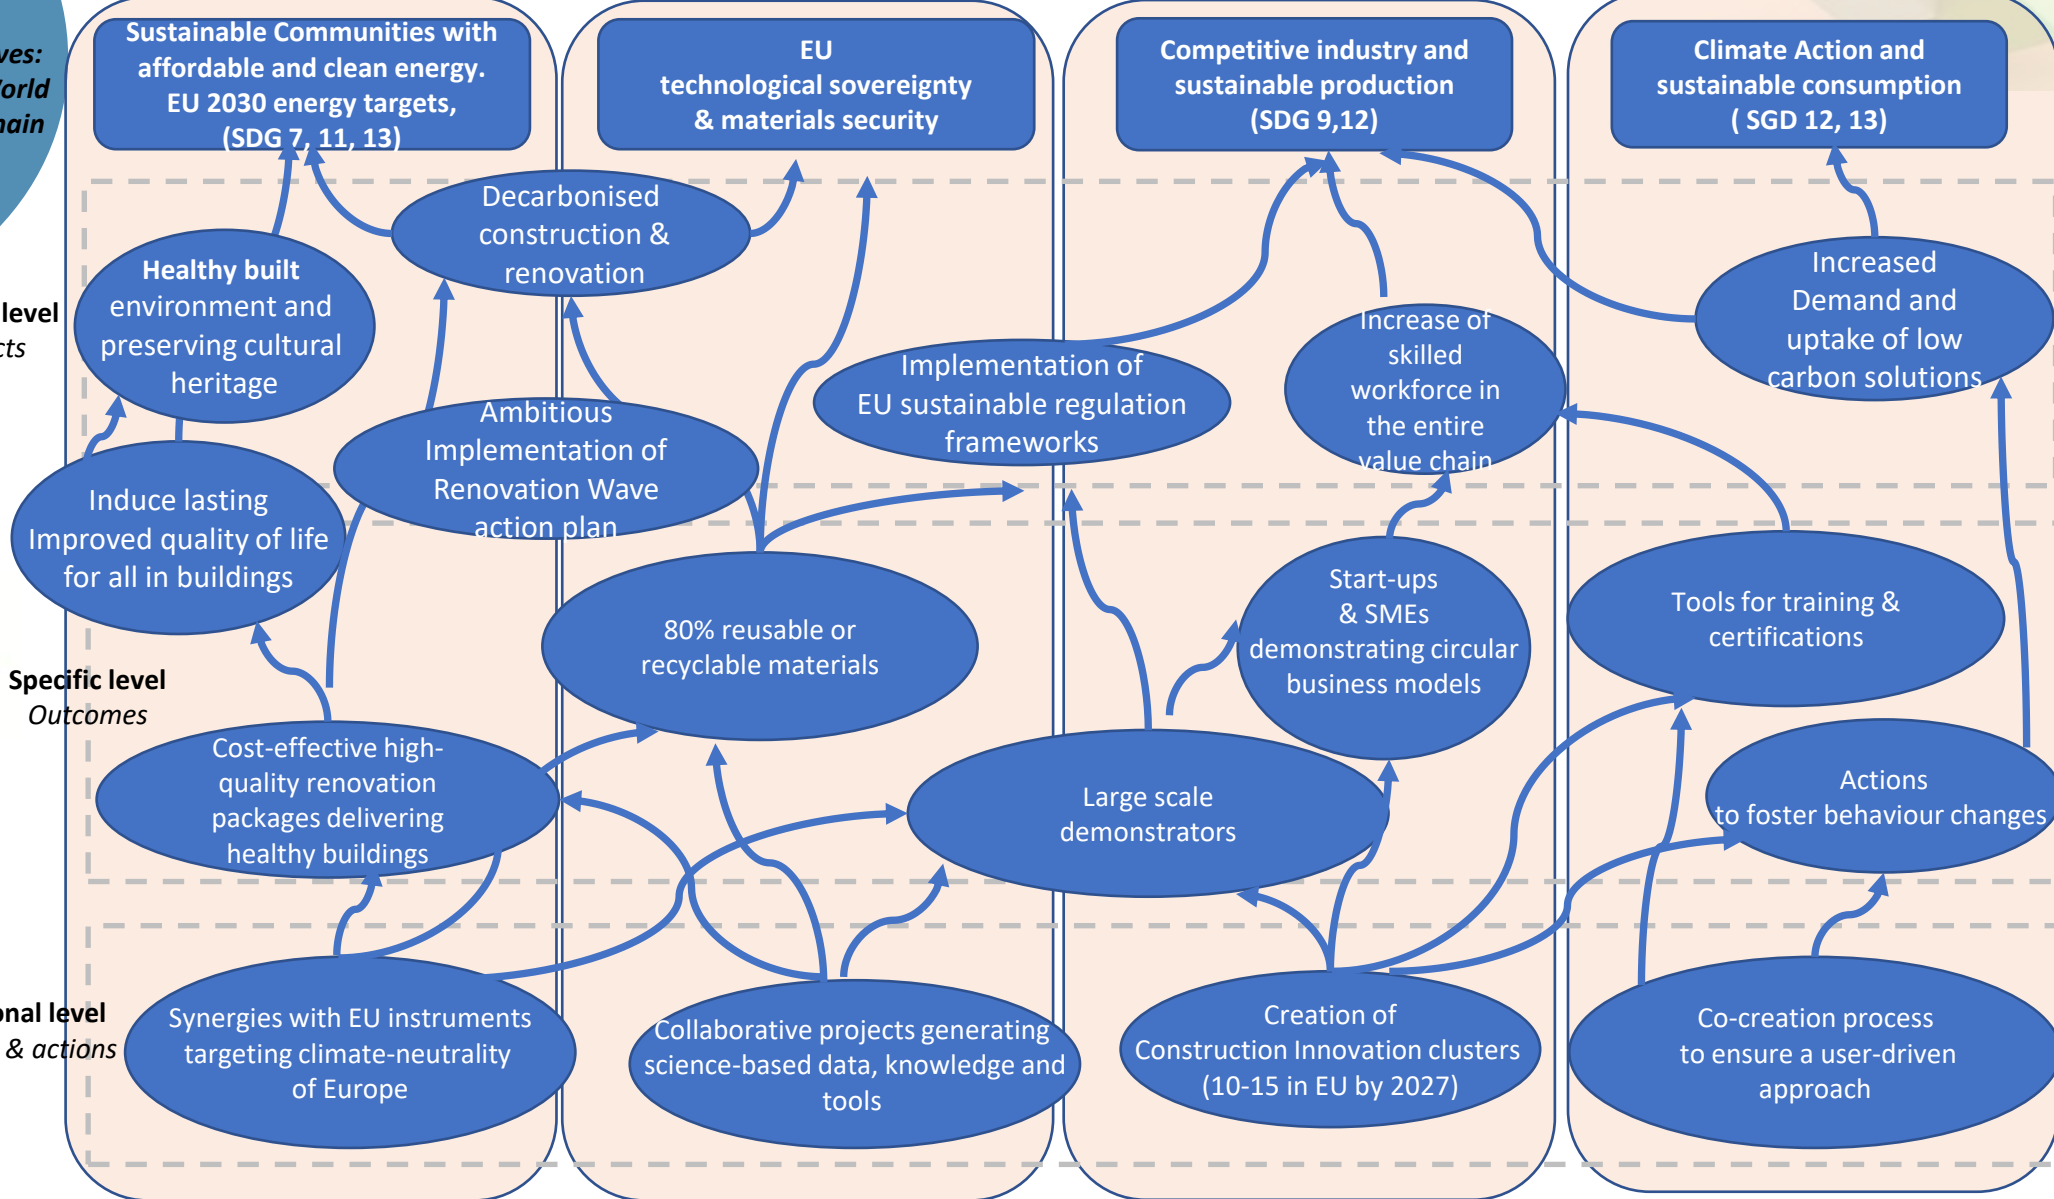 Sustainable Communities with
affordable and clean energy.
EU 2030 energy targets,
(SDG 7, 11, 13)
EU
technological sovereignty
& materials security
Competitive industry and
sustainable production
(SDG 9,12)
Climate Action and
sustainable consumption
( SGD 12, 13)
Decarbonised
construction &
renovation
Healthy built
environment and
preserving cultural
heritage
level
Increased
Demand and
uptake of low
carbon solutions
Increase of
skilled
workforce in
the entire
value chain
Implementation of
EU sustainable regulation
frameworks
Ambitious
Implementation of
Renovation Wave
action plan
Induce lasting
Improved quality of life
for all in buildings
Specific level
Outcomes
80% reusable or
recyclable materials
Start-ups
& SMEs
demonstrating circular
business models
Tools for training &
certifications
Cost-effective high-
quality renovation
packages delivering
healthy buildings
Large scale
demonstrators
Actions
to foster behaviour changes
level
& actions
Synergies with EU instruments
targeting climate-neutrality
of Europe
Collaborative projects generating
science-based data, knowledge and
tools
Creation of
Construction Innovation clusters
(10-15 in EU by 2027)
Co-creation process
to ensure a user-driven
approach